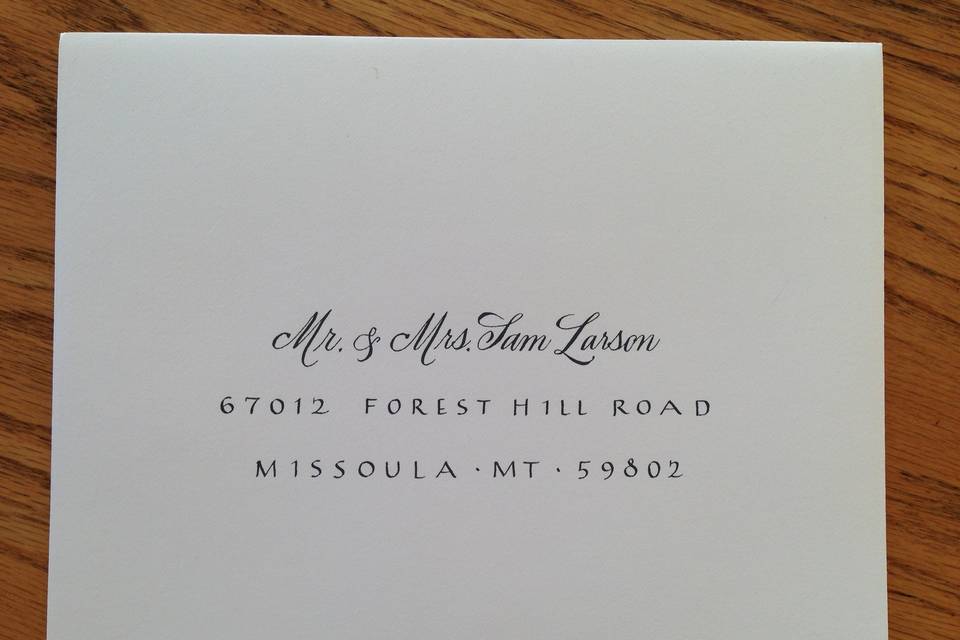 Mr. & Mrs. Sam Larson
67012 FOREST HILL ROAD
MISSOULA · MT · 59802